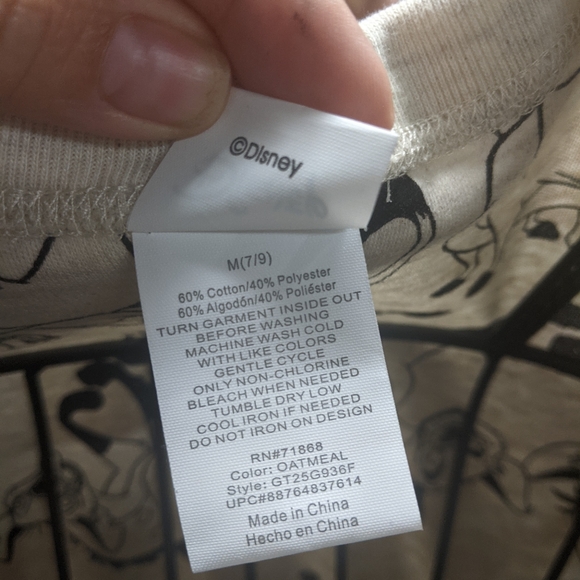 ©Disney
M(7/9)
60% Cotton/40% Polyester
60% Algodón/40% Poliéster
TURN GARMENT INSIDE OUT
BEFORE WASHING
MACHINE WASH COLD
WITH LIKE COLORS
GENTLE CYCLE
ONLY NON-CHLORINE
BLEACH WHEN NEEDED
TUMBLE DRY LOW
COOL IRON IF NEEDED
DO NOT IRON ON DESIGN
RN#71868
Color: OATMEAL
Style: GT25G936F
UPC#88764837614
Made in China
Hecho en China